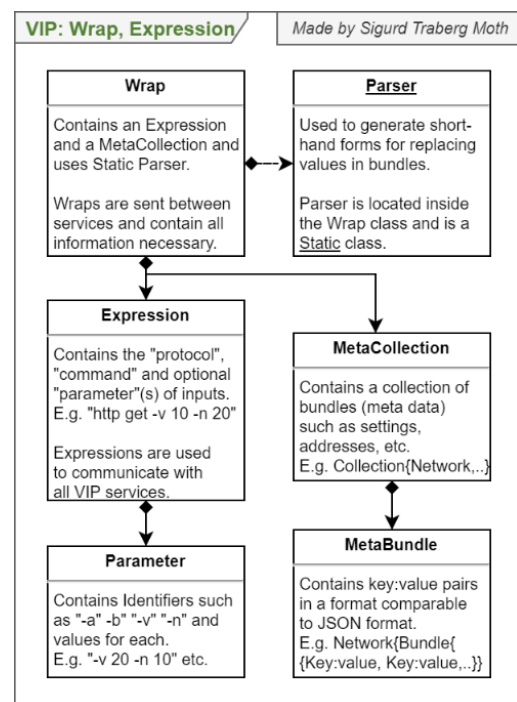 VIP: Wrap, Expression
Made by Sigurd Traberg Moth
Wrap
Contains an Expression
and a MetaCollection and
uses Static Parser.
Wraps are sent between
services and contain all
information necessary.
Parser
Used to generate short-
hand forms for replacing
values in bundles.
Parser is located inside
the Wrap class and is a
Static class.
Expression
Contains the "protocol",
"command" and optional
"parameter"(s) of inputs.
E.g. "http get -v 10 -n 20"
Expressions are used
to communicate with
all VIP services.
MetaCollection
Contains a collection of
bundles (meta data)
such as settings,
addresses, etc.
E.g. Collection{Network,..}
Parameter
Contains Identifiers such
as "-a" -b" "-v" "-n" and
values for each.
E.g. "-v 20 -n 10" etc.
MetaBundle
Contains key:value pairs
in a format comparable
to JSON format.
E.g. Network{Bundle{
{Key:value, Key:value,..}}